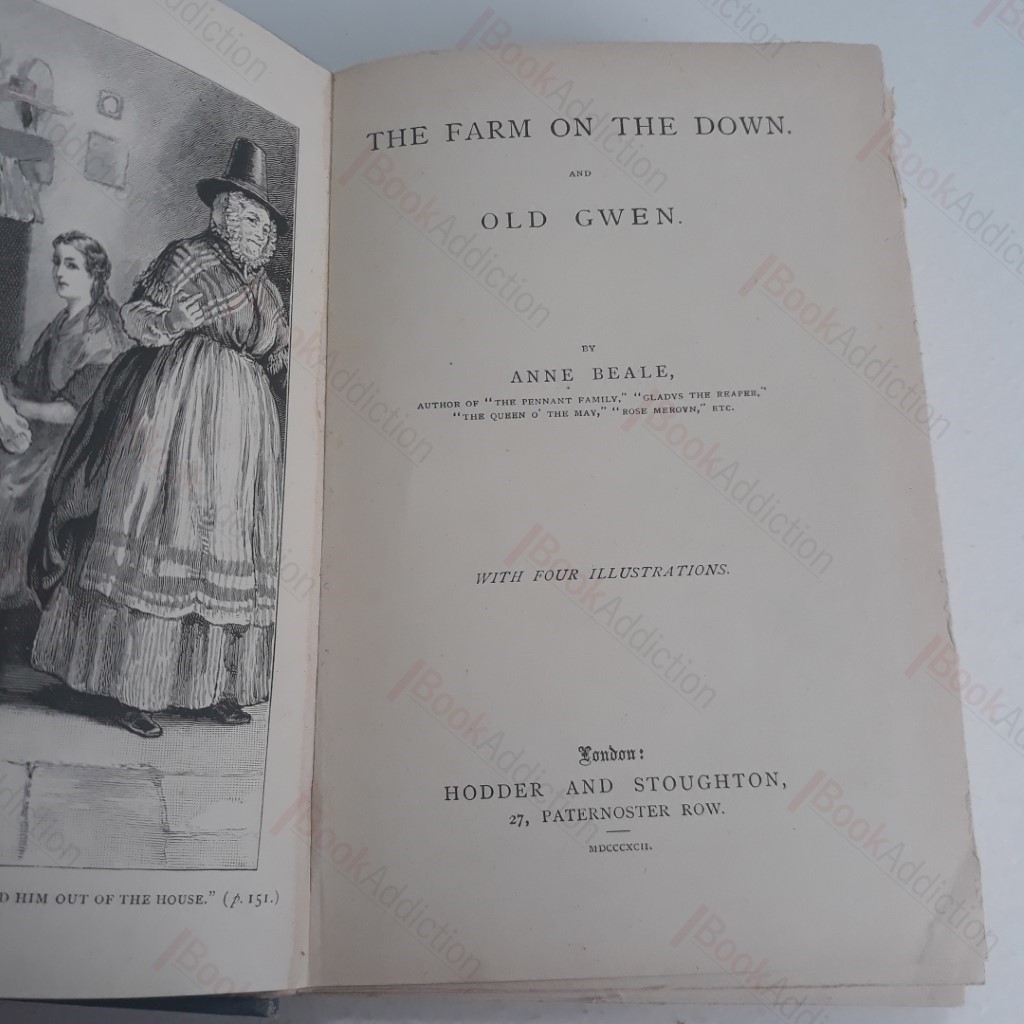 THE FARM ON THE DOWN.
AND
OLD GWEN.
BY
ANNE BEALE,
AUTHOR OF "THE PENNANT FAMILY," "GLADYS THE REAPER,"
"THE QUEEN O' THE MAY," "ROSE MERVYN," ETC.
WITH FOUR ILLUSTRATIONS.
London:
HODDER AND STOUGHTON,
27, PATERNOSTER ROW.
MDCCCXCII.
D HIM OUT OF THE HOUSE." (p. 151.)
BookAddiction